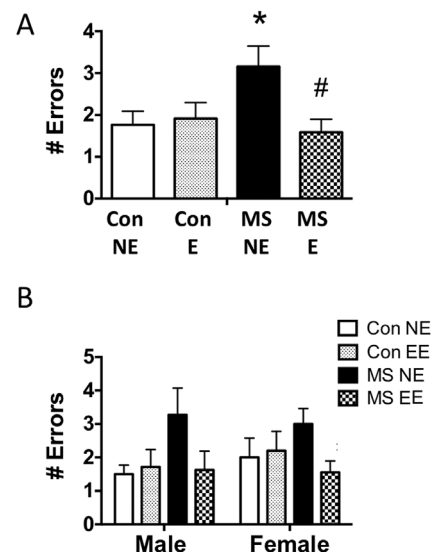 A
# Errors
4
3
2
1
0
*
#
Con NE
Con E
MS NE
MS E
B
# Errors
5
4
3
2
1
0
Con NE
Con EE
MS NE
MS EE
Male
Female